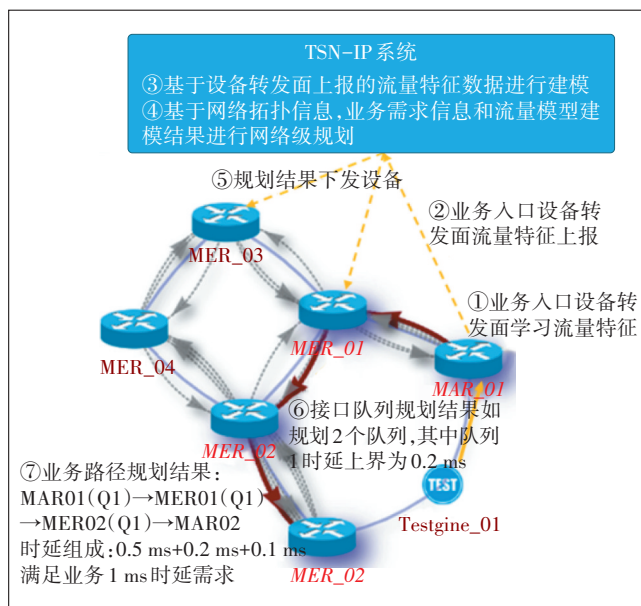 TSN-IP 系统
③基于设备转发面上报的流量特征数据进行建模
④基于网络拓扑信息,业务需求信息和流量模型建
模结果进行网络级规划
⑤规划结果下发设备
②业务入口设备转
发面流量特征上报
MER_03
①业务入口设备转
发面学习流量特征
MER_01
MER_04
MAR_01
MER_02
⑥接口队列规划结果如
规划2个队列,其中队列
1时延上界为0.2 ms
⑦业务路径规划结果:
MAR01(Q1)→MER01(Q1)
→MER02(Q1)→MAR02
时延组成:0.5 ms+0.2 ms+0.1 ms
满足业务1 ms时延需求
TEST
Testgine_01
MER_02